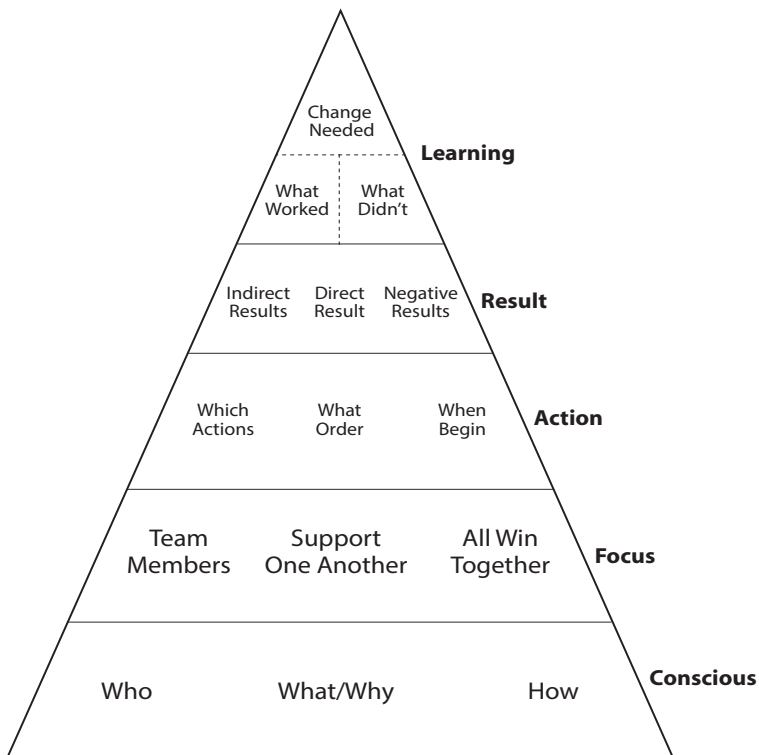 Change
Needed
Learning
What
Worked
What
Didn't
Indirect
Results
Direct
Result
Negative
Results
Result
Which
Actions
What
Order
When
Begin
Action
Team
Members
Support
One Another
All Win
Together
Focus
Who
What/Why
How
Conscious